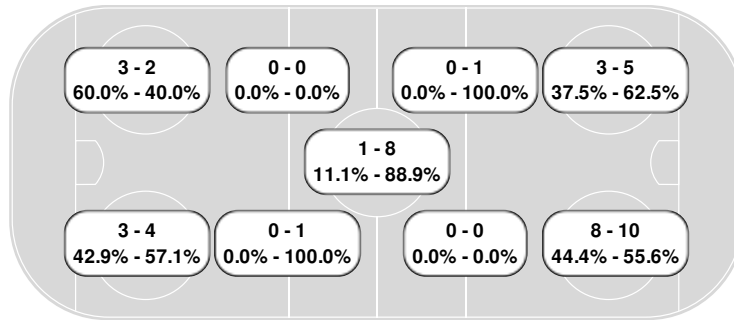 3 - 2
60.0% - 40.0%
0 - 0
0.0% - 0.0%
0 - 1
0.0% - 100.0%
3 - 5
37.5% - 62.5%
1 - 8
11.1% - 88.9%
3 - 4
42.9% - 57.1%
0 - 1
0.0% - 100.0%
0 - 0
0.0% - 0.0%
8 - 10
44.4% - 55.6%